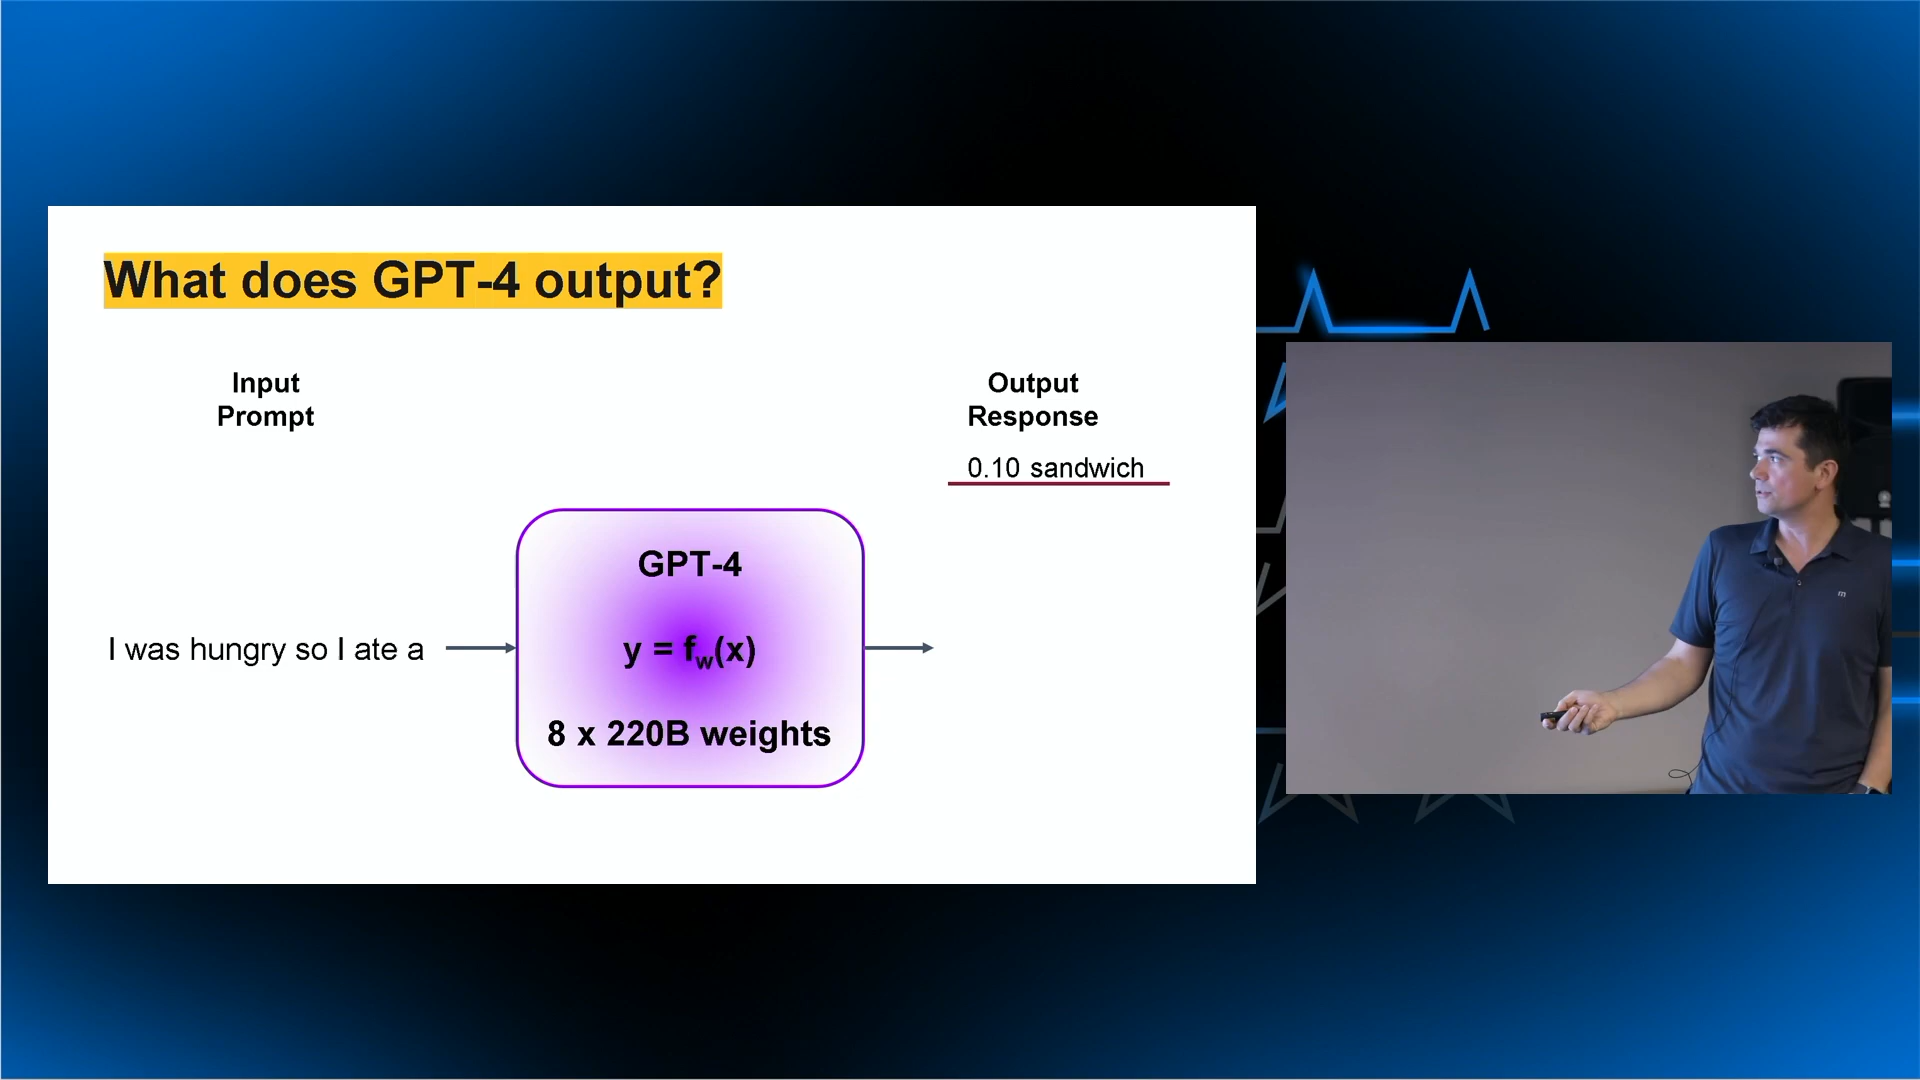 What does GPT-4 output?
Input
Prompt
Output
Response
0.10 sandwich
I was hungry so I ate a
GPT-4
y = fw(x)
8 x 220B weights
m